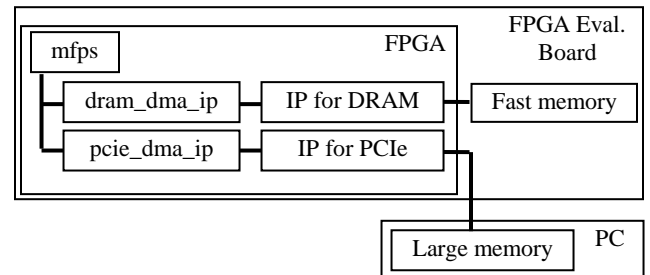 FPGA Eval.
Board
FPGA
mfps
dram_dma_ip
IP for DRAM
Fast memory
pcie_dma_ip
IP for PCIe
Large memory
PC